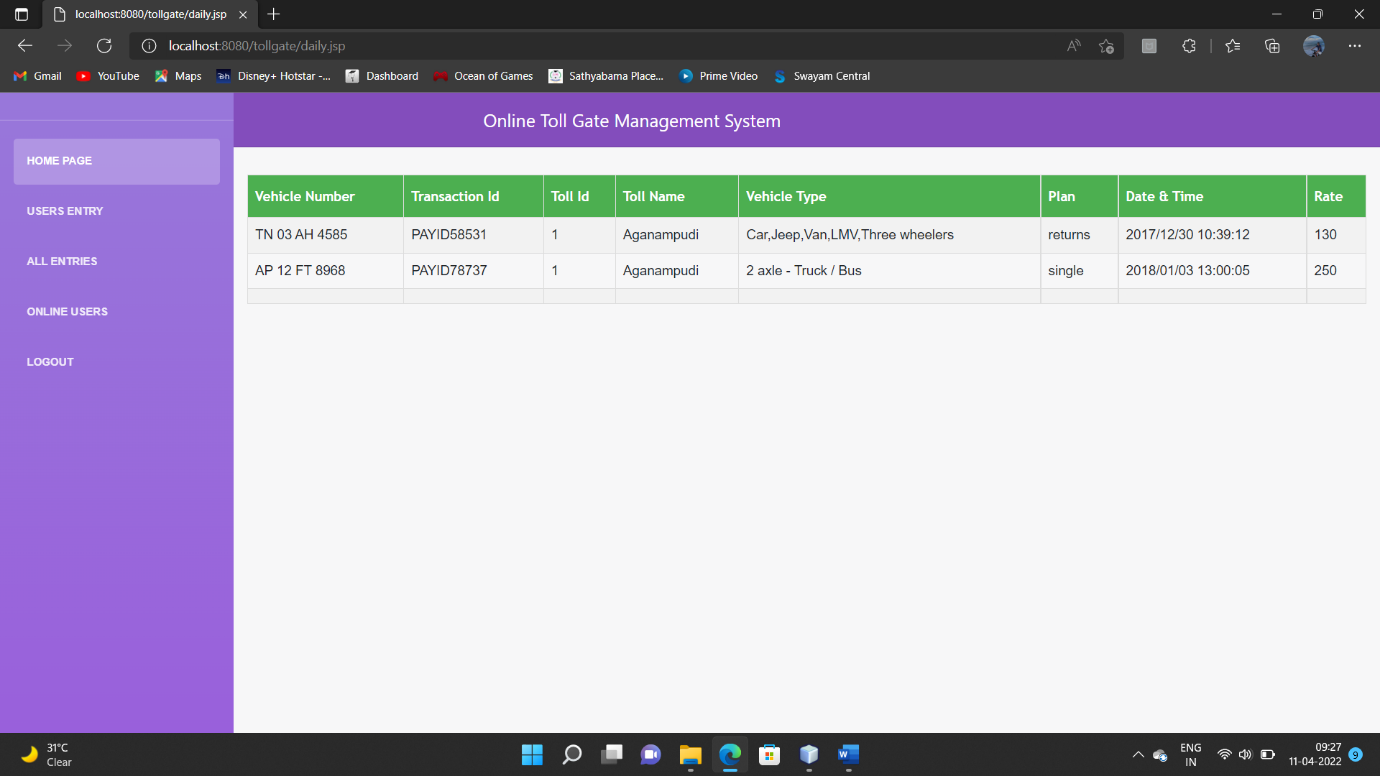 localhost:8080/tollgate/daily.jsp
localhost:8080/tollgate/daily.jsp
Gmail YouTube Maps Disney+ Hotstar -... Dashboard Ocean of Games Sathyabama Place... Prime Video Swayam Central
Online Toll Gate Management System
HOME PAGE
USERS ENTRY
ALL ENTRIES
ONLINE USERS
LOGOUT
Vehicle Number Transaction Id Toll Id Toll Name Vehicle Type Plan Date & Time Rate
TN 03 AH 4585 PAYID58531 1 Aganampudi Car,Jeep,Van,LMV,Three wheelers returns 2017/12/30 10:39:12 130
AP 12 FT 8968 PAYID78737 1 Aganampudi 2 axle - Truck / Bus single 2018/01/03 13:00:05 250
31°C
Clear
ENG
IN
09:27
11-04-2022
9